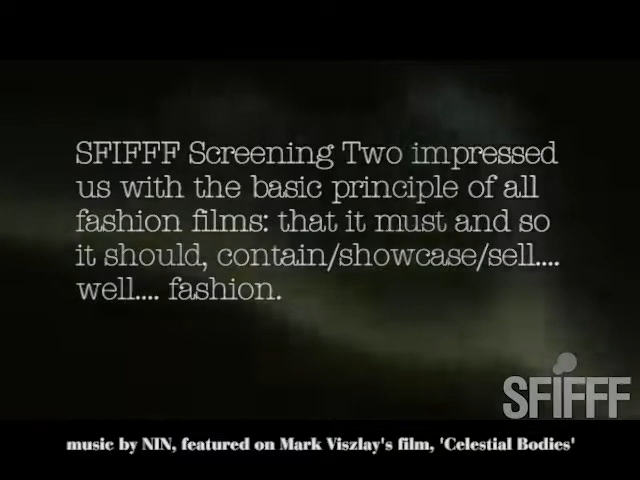 SFIFFF Screening Two impressed
us with the basic principle of all
fashion films: that it must and so
it should, contain/showcase/sell....
well.... fashion.
SFIFFF
music by NIN, featured on Mark Viszlay's film, 'Celestial Bodies'